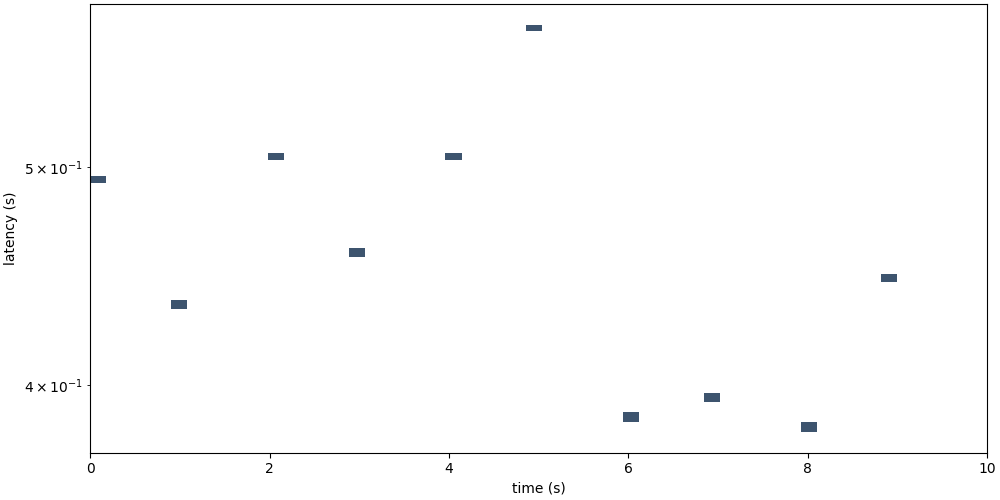 latency (s)
5 × 10⁻¹
4 × 10⁻¹
0 2 4 6 8 10
time (s)